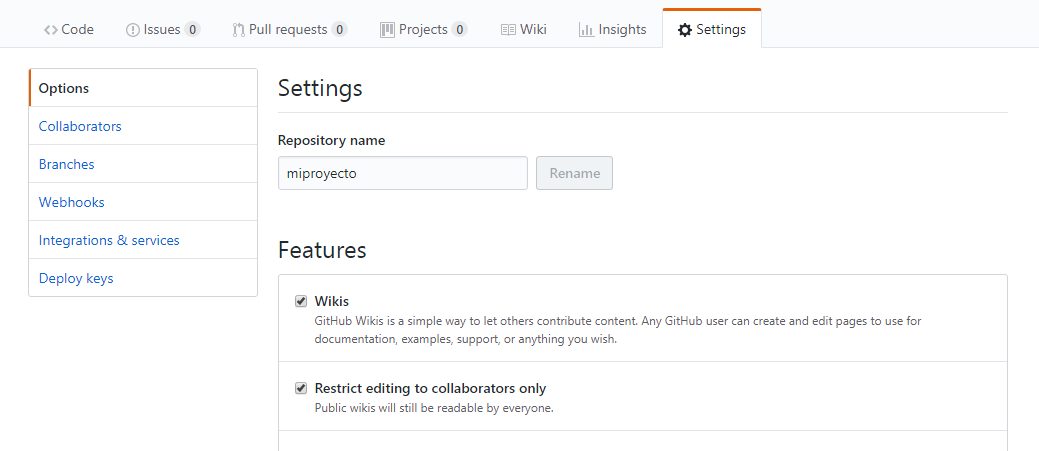 Code Issues 0 Pull requests 0 Projects 0 Wiki Insights Settings
Options
Collaborators
Branches
Webhooks
Integrations & services
Deploy keys
Settings
Repository name
miproyecto Rename
Features
Wikis
GitHub Wikis is a simple way to let others contribute content. Any GitHub user can create and edit pages to use for
documentation, examples, support, or anything you wish.
Restrict editing to collaborators only
Public wikis will still be readable by everyone.